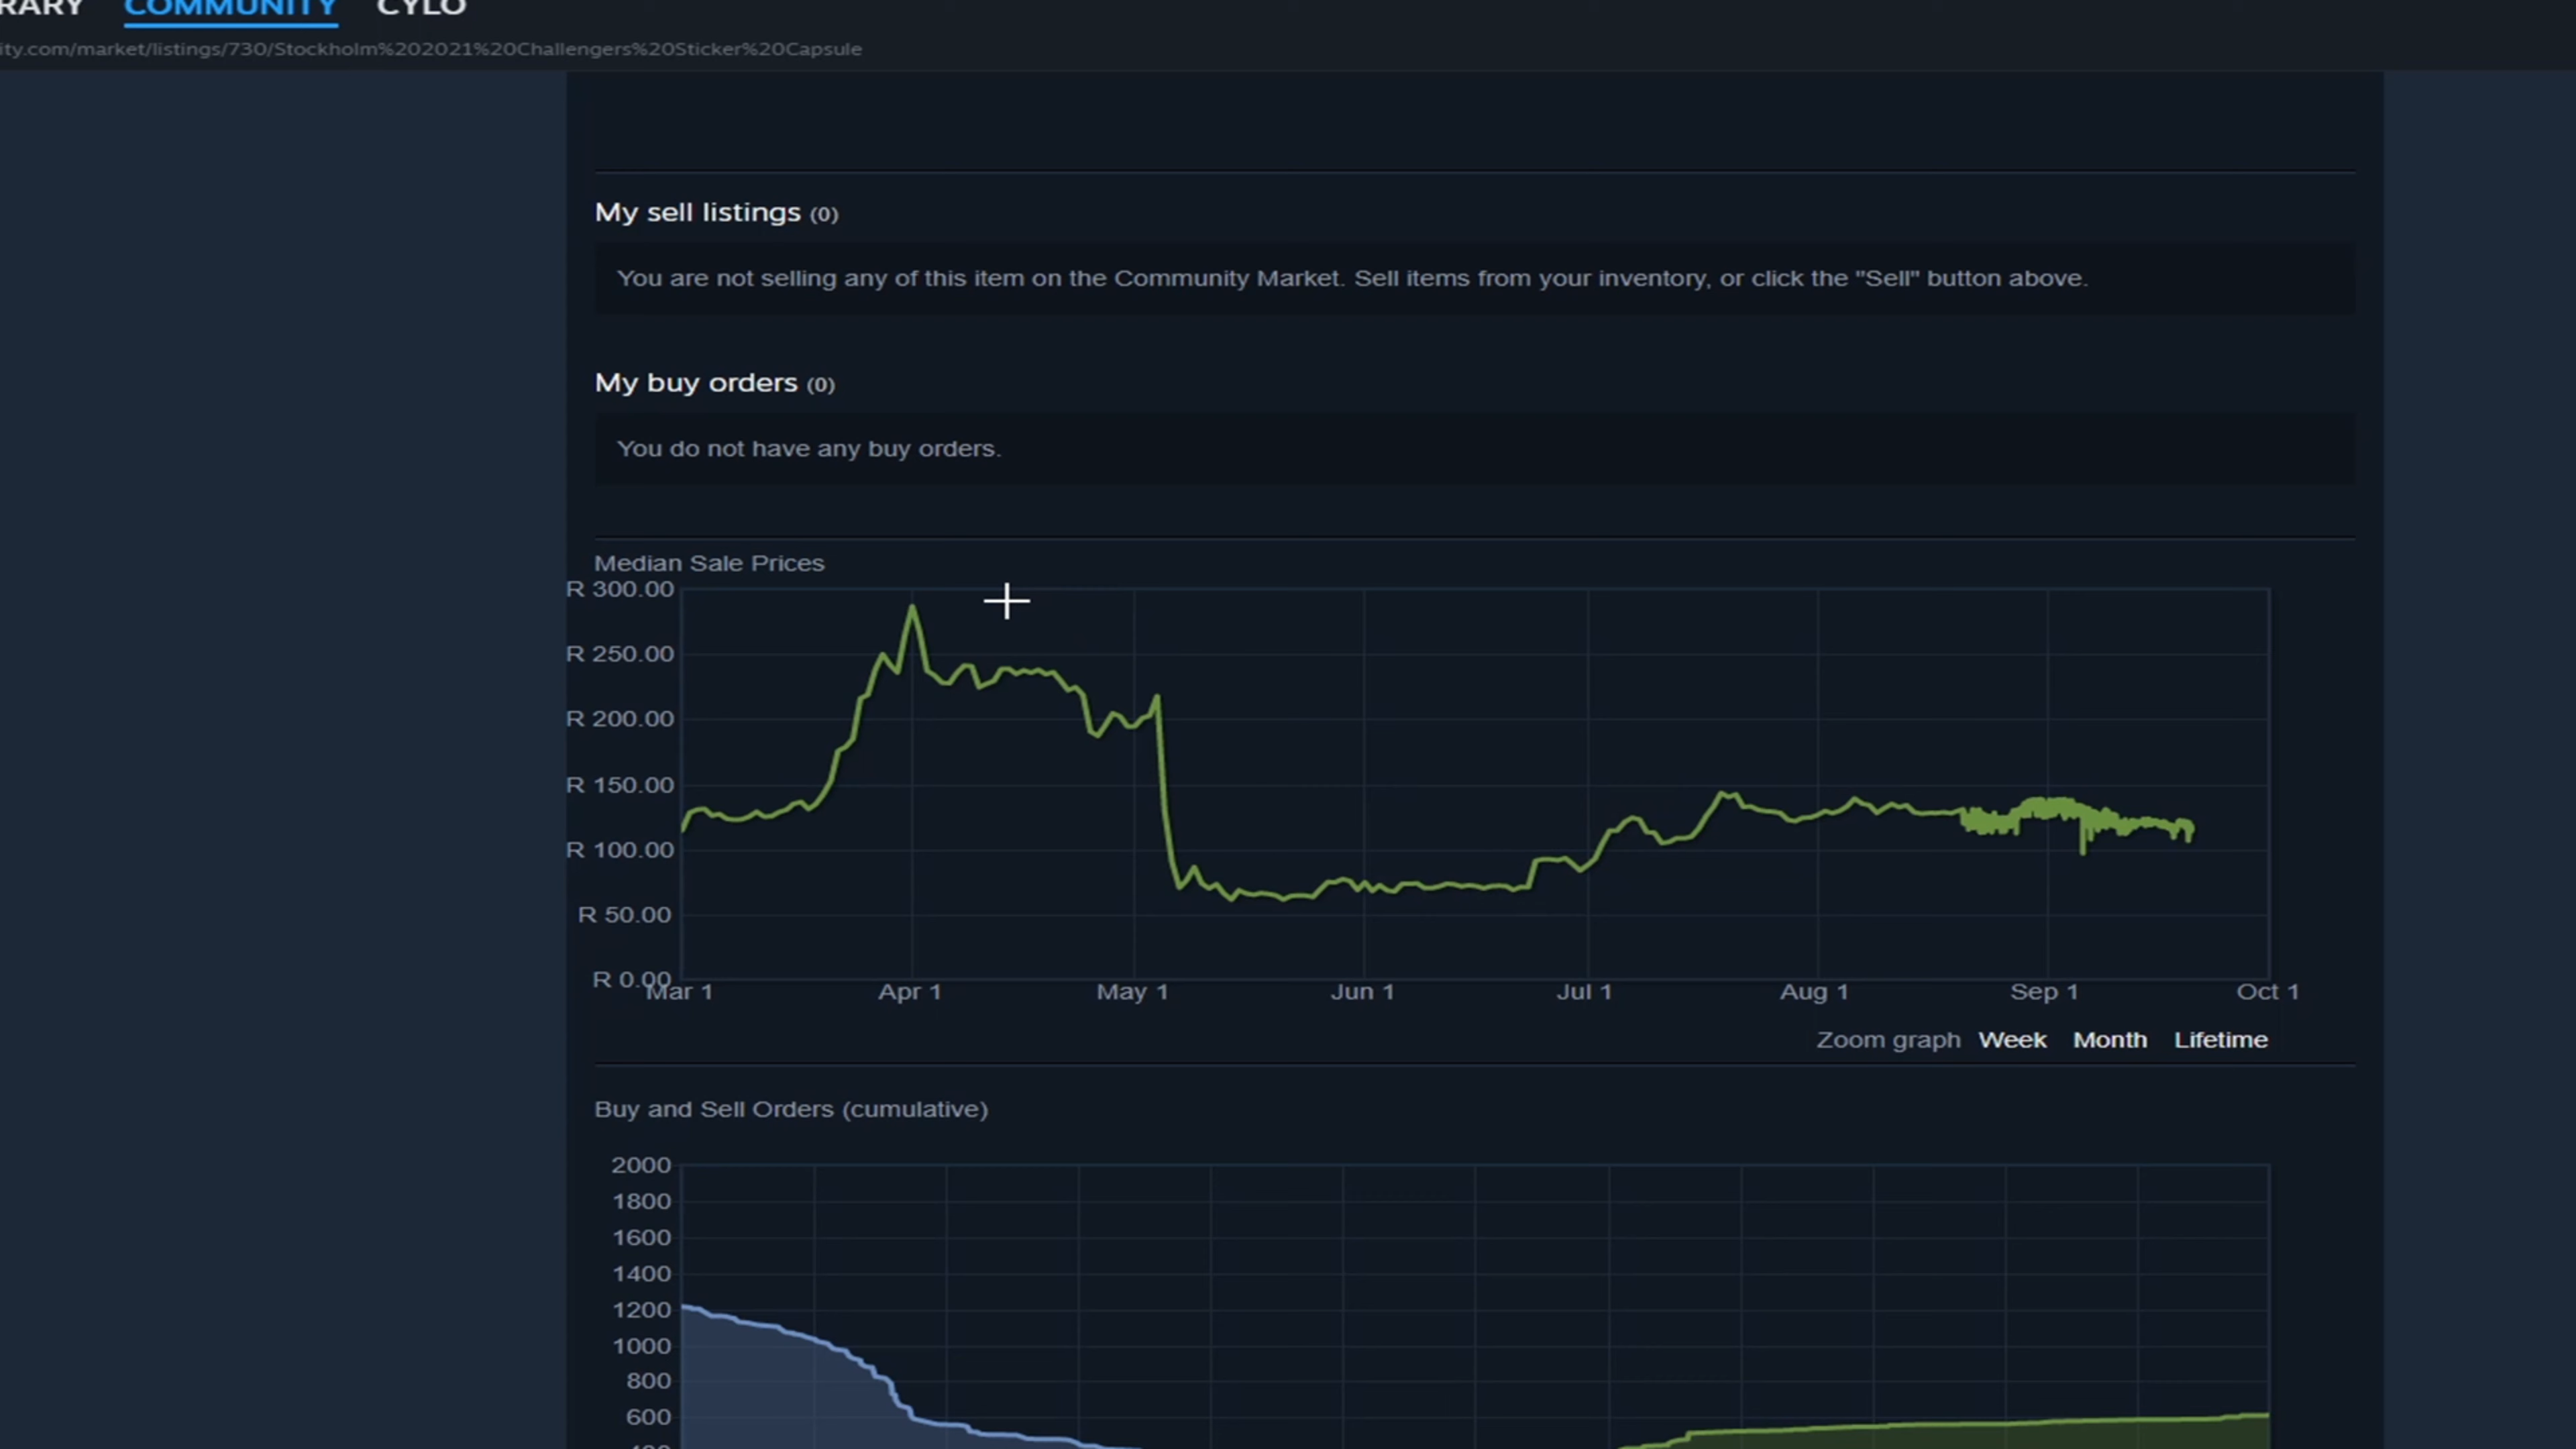 RARY COMMUNITY CYLO
ity.com/market/listings/730/Stockholm%202021%20Challengers%20Sticker%20Capsule
My sell listings (0)
You are not selling any of this item on the Community Market. Sell items from your inventory, or click the "Sell" button above.
My buy orders (0)
You do not have any buy orders.
Median Sale Prices
R 300.00
R 250.00
R 200.00
R 150.00
R 100.00
R 50.00
R 0.00
Mar 1 Apr 1 May 1 Jun 1 Jul 1 Aug 1 Sep 1 Oct 1
Zoom graph Week Month Lifetime
Buy and Sell Orders (cumulative)
2000
1800
1600
1400
1200
1000
800
600